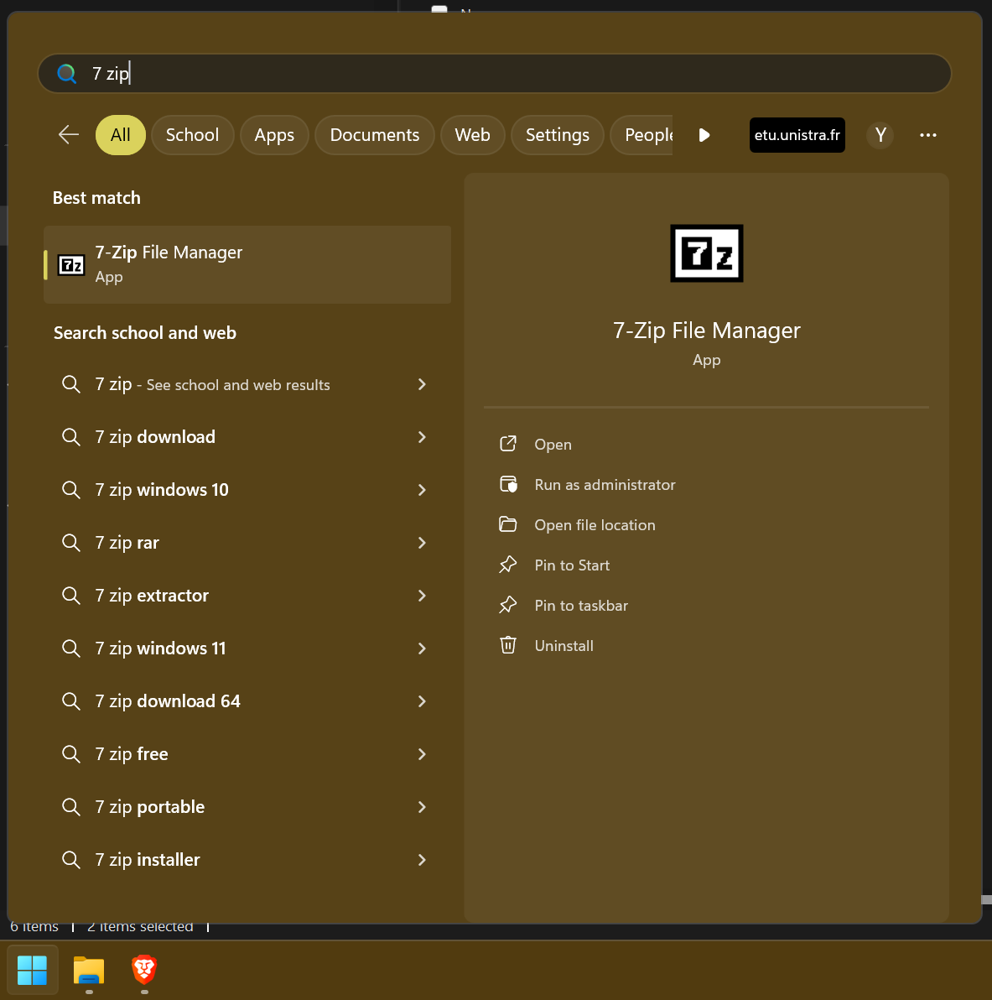 7 zip
All School Apps Documents Web Settings People etu.unistra.fr Y
Best match
7-Zip File Manager
App
Search school and web
7 zip - See school and web results
7 zip download
7 zip windows 10
7 zip rar
7 zip extractor
7 zip windows 11
7 zip download 64
7 zip free
7 zip portable
7 zip installer
7z
7-Zip File Manager
App
Open
Run as administrator
Open file location
Pin to Start
Pin to taskbar
Uninstall
6 items 2 items selected